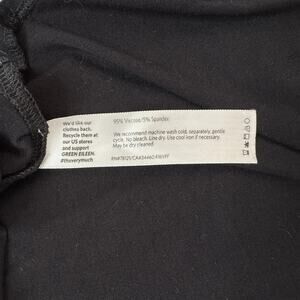 We'd like our
clothes back.
Recycle them at
our US stores
and support
GREEN EILEEN.
#thisverymuch
95% Viscose/5% Spandex
We recommend machine wash cold, separately, gentle
cycle. No bleach. Line dry. Use cool iron if necessary.
May be dry cleaned.